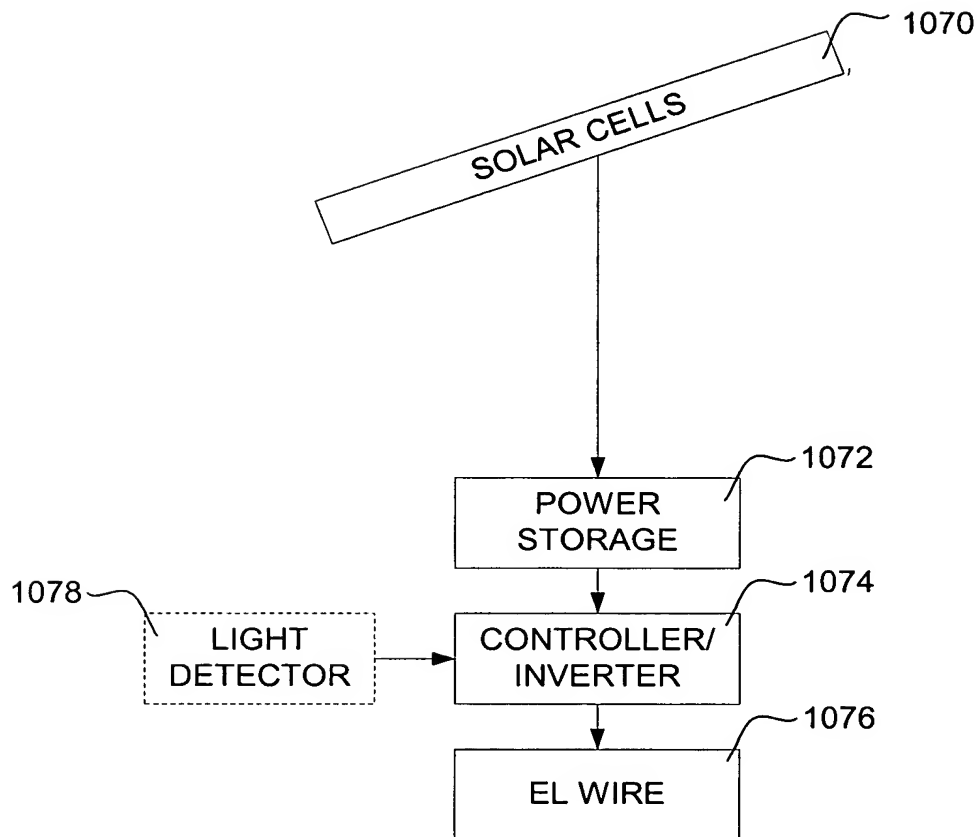 1070
SOLAR CELLS
1072
POWER
STORAGE
1078
1074
LIGHT
DETECTOR
CONTROLLER/
INVERTER
1076
EL WIRE